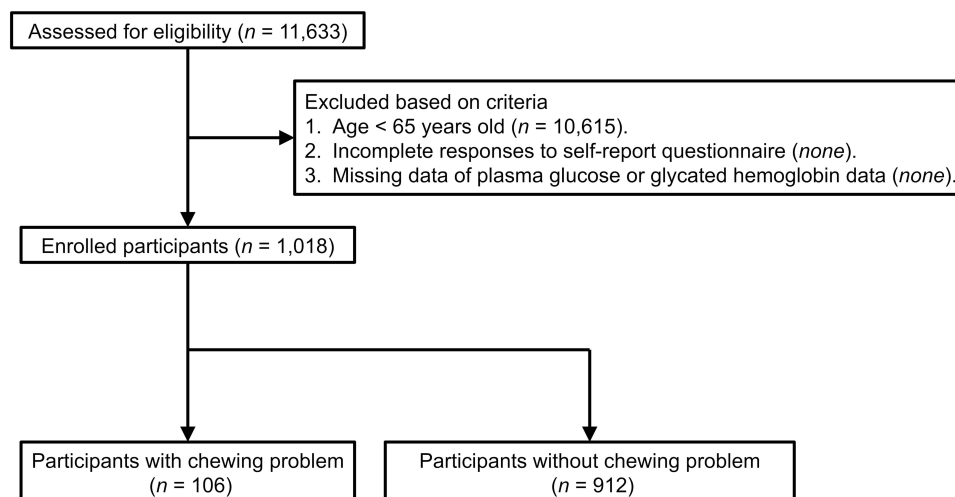 Assessed for eligibility (n = 11,633)
Excluded based on criteria
1. Age < 65 years old (n = 10,615).
2. Incomplete responses to self-report questionnaire (none).
3. Missing data of plasma glucose or glycated hemoglobin data (none).
Enrolled participants (n = 1,018)
Participants with chewing problem
(n = 106)
Participants without chewing problem
(n = 912)